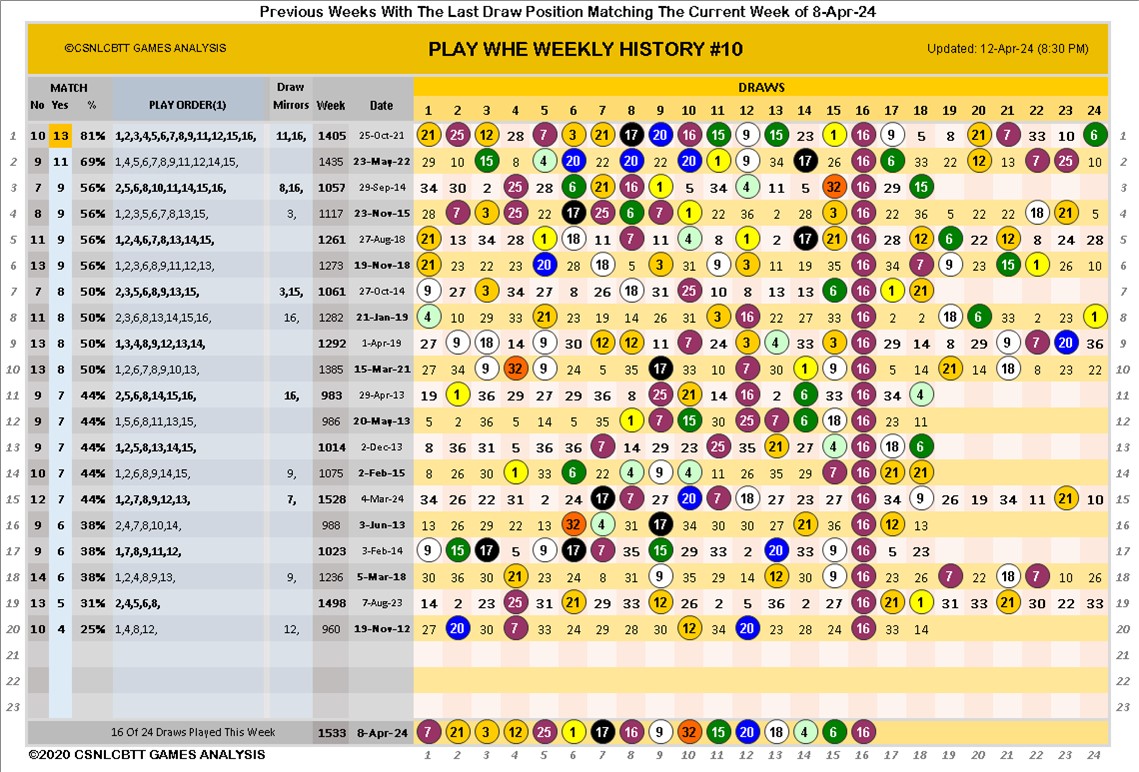 Previous Weeks With The Last Draw Position Matching The Current Week of 8-Apr-24
©CSNLCBTT GAMES ANALYSIS PLAY WHE WEEKLY HISTORY #10 Updated: 12-Apr-24 (8:30 PM)
MATCH Draw DRAWS
No Yes % PLAY ORDER(1) Mirrors Week Date 1 2 3 4 5 6 7 8 9 10 11 12 13 14 15 16 17 18 19 20 21 22 23 24
1 10 13 81% 1,2,3,4,5,6,7,8,9,11,12,15,16, 11,16, 1405 25-Oct-21 21 25 12 28 7 3 21 17 20 16 15 9 15 23 1 16 9 5 8 21 7 33 10 6 1
2 9 11 69% 1,4,5,6,7,8,9,11,12,14,15, 1435 23-May-22 29 10 15 8 4 20 22 20 22 20 1 9 34 17 26 16 6 33 22 12 13 7 25 10 2
3 7 9 56% 2,5,6,8,10,11,14,15,16, 8,16, 1057 29-Sep-14 34 30 2 25 28 6 21 16 1 5 34 4 11 5 32 16 29 15 3
4 8 9 56% 1,2,3,5,6,7,8,13,15, 3, 1117 23-Nov-15 28 7 3 25 22 17 25 6 7 1 22 36 2 28 3 16 22 36 5 22 22 18 21 5 4
5 11 9 56% 1,2,4,6,7,8,13,14,15, 1261 27-Aug-18 21 13 34 28 1 18 11 7 11 4 8 1 2 17 21 16 28 12 6 22 12 8 24 28 5
6 13 9 56% 1,2,3,6,8,9,11,12,13, 1273 19-Nov-18 21 23 22 23 20 28 18 5 3 31 9 3 11 19 35 16 34 7 9 23 15 1 26 10 6
7 7 8 50% 2,3,5,6,8,9,13,15, 3,15, 1061 27-Oct-14 9 27 3 34 27 8 26 18 31 25 10 8 13 13 6 16 1 21 7
8 11 8 50% 2,3,6,8,13,14,15,16, 16, 1282 21-Jan-19 4 10 29 33 21 23 19 14 26 31 3 16 22 28 22 16 2 2 18 6 33 2 23 1 8
9 13 8 50% 1,3,4,8,9,12,13,14, 1292 1-Apr-19 27 9 18 14 9 30 12 12 11 7 24 3 4 33 3 16 29 14 8 29 9 7 20 36 9
10 13 8 50% 1,2,6,7,8,9,10,13, 1385 15-Mar-21 27 34 9 32 9 24 5 35 17 33 10 7 30 1 9 16 5 14 21 14 18 8 23 22 10
11 9 7 44% 2,5,6,8,14,15,16, 16, 983 29-Apr-13 19 1 36 29 27 29 36 8 25 21 14 16 2 6 33 16 34 4 11
12 9 7 44% 1,5,6,8,11,13,15, 986 20-May-13 5 2 36 5 14 5 35 1 7 15 30 25 7 6 18 16 23 11 12
13 9 7 44% 1,2,5,8,13,14,15, 1014 2-Dec-13 8 36 31 5 36 36 7 14 29 23 25 35 21 27 4 16 18 6 13
14 10 7 44% 1,2,6,8,9,14,15, 9, 1075 2-Feb-15 8 26 30 1 33 6 22 4 9 4 11 14 26 28 7 16 21 21 14
15 12 7 44% 1,2,7,8,9,12,13, 7, 1528 4-Mar-24 34 26 22 31 2 24 17 7 27 20 7 18 27 23 27 16 34 9 26 19 34 11 21 10 15
16 9 6 38% 2,4,7,8,10,14, 988 3-Jun-13 13 26 29 22 13 32 4 31 17 34 30 30 27 21 36 16 12 13 16
17 9 6 38% 1,7,8,9,11,12, 1023 3-Feb-14 9 15 17 5 9 17 7 35 15 29 33 2 20 33 9 16 5 23 17
18 14 6 38% 1,2,4,8,9,13, 9, 1236 5-Mar-18 30 36 30 21 23 24 8 31 9 35 29 14 12 30 9 16 23 26 7 22 18 7 10 26 18
19 13 5 31% 2,4,5,6,8, 1498 7-Aug-23 14 2 23 25 31 21 29 33 12 26 2 5 36 2 27 16 21 1 31 33 21 30 22 33 19
20 10 4 25% 1,4,8,12, 12, 960 19-Nov-12 27 20 30 7 33 24 29 28 30 12 34 20 23 28 24 16 33 14 20
21 21
22 22
23 23
16 Of 24 Draws Played This Week 1533 8-Apr-24 7 21 3 12 25 1 17 16 9 32 15 20 18 4 6 16
©2020 CSNLCBTT GAMES ANALYSIS 1 2 3 4 5 6 7 8 9 10 11 12 13 14 15 16 17 18 19 20 21 22 23 24